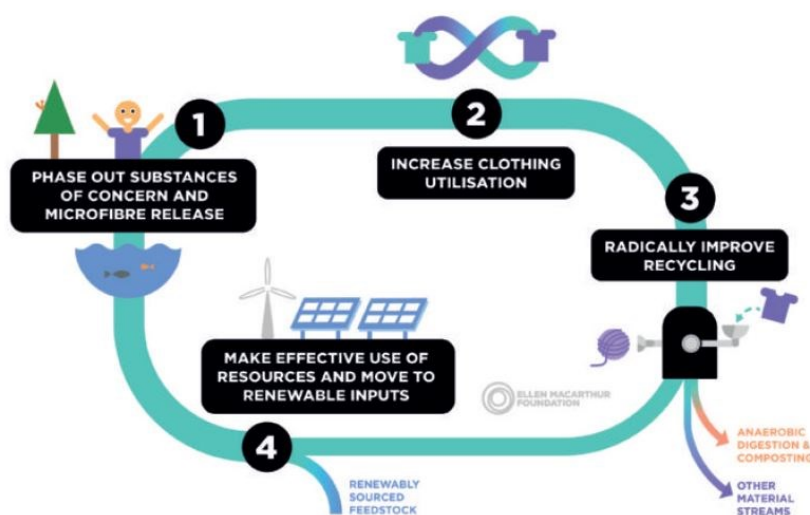 1
PHASE OUT SUBSTANCES
OF CONCERN AND
MICROFIBRE RELEASE
2
INCREASE CLOTHING
UTILISATION
3
RADICALLY IMPROVE
RECYCLING
MAKE EFFECTIVE USE OF
RESOURCES AND MOVE TO
RENEWABLE INPUTS
4
ELLEN MACARTHUR
FOUNDATION
ANAEROBIC
DIGESTION &
COMPOSTING
OTHER
MATERIAL
STREAMS
RENEWABLY
SOURCED
FEEDSTOCK